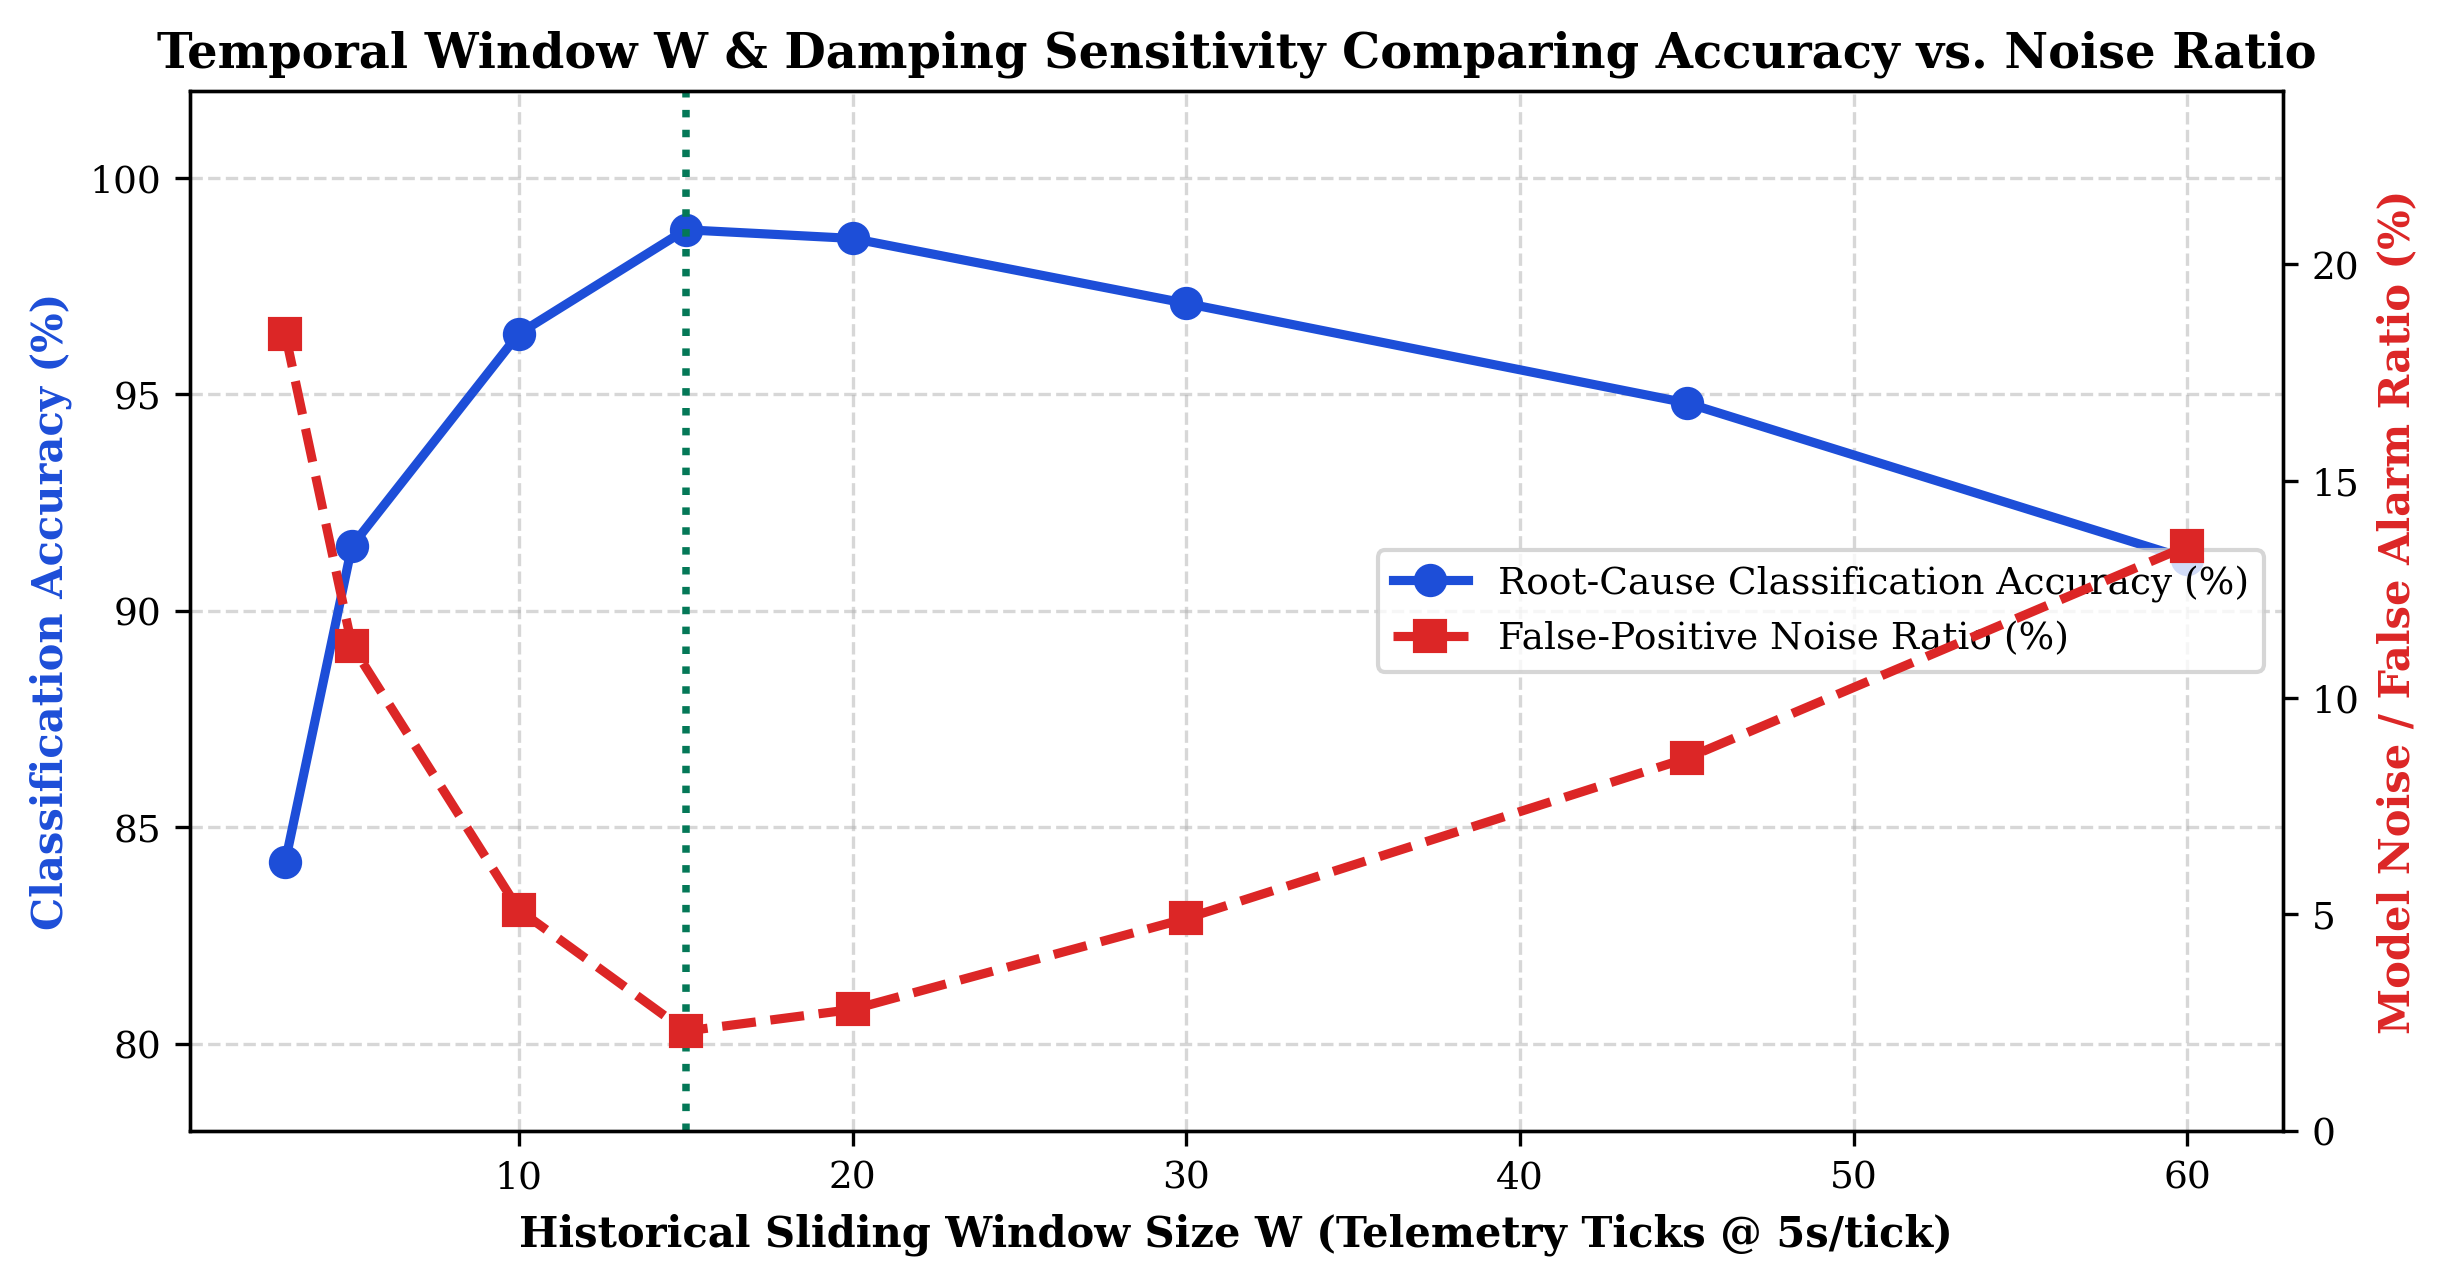 Temporal Window W & Damping Sensitivity Comparing Accuracy vs. Noise Ratio
Classification Accuracy (%)
100
95
90
85
80
Root-Cause Classification Accuracy (%)
False-Positive Noise Ratio (%)
20
15
10
5
0
Model Noise / False Alarm Ratio (%)
10 20 30 40 50 60
Historical Sliding Window Size W (Telemetry Ticks @ 5s/tick)